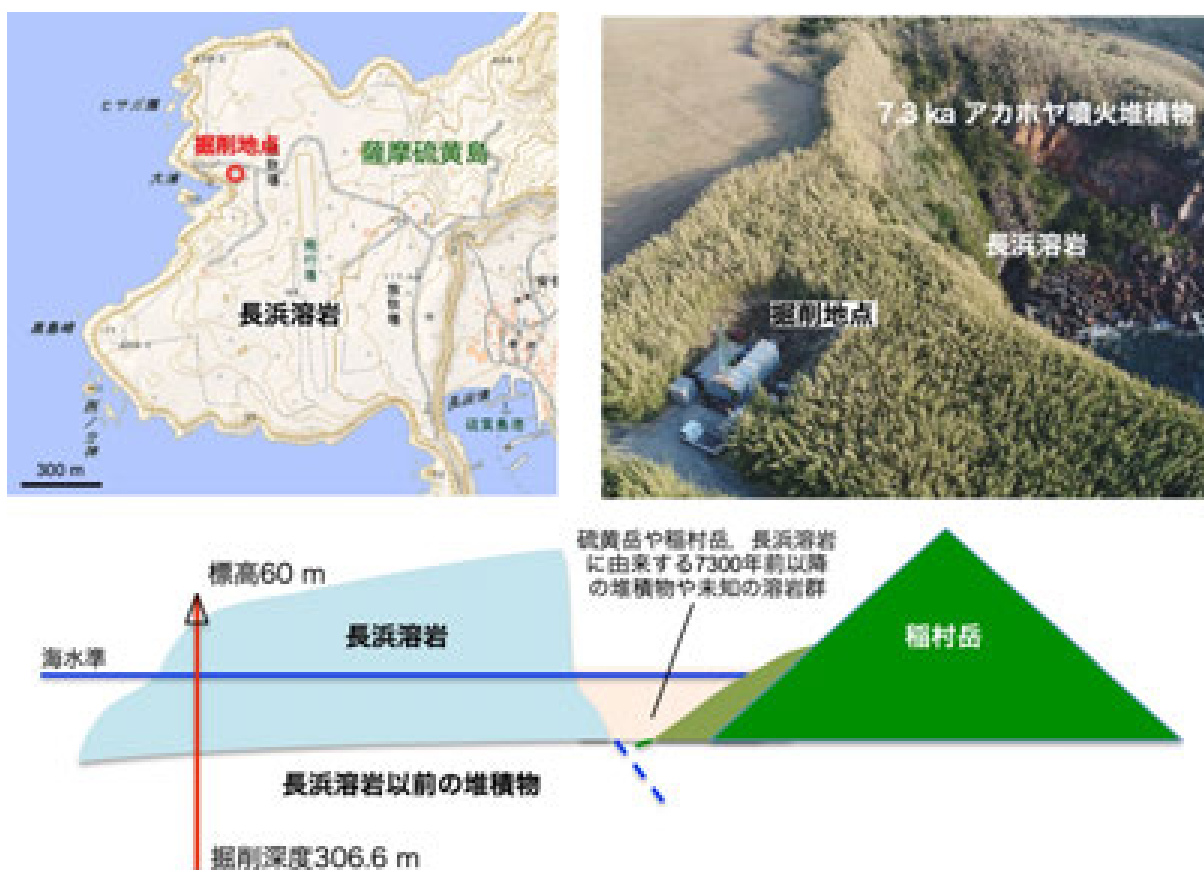 掘削地点
薩摩硫黄島
長浜溶岩
300 m
7.3 ka アカホヤ噴火堆積物
長浜溶岩
掘削地点
硫黄岳や稲村岳，長浜溶岩
に由来する7300年前以降
の堆積物や未知の溶岩群
標高60 m
長浜溶岩
稲村岳
海水準
長浜溶岩以前の堆積物
掘削深度306.6 m